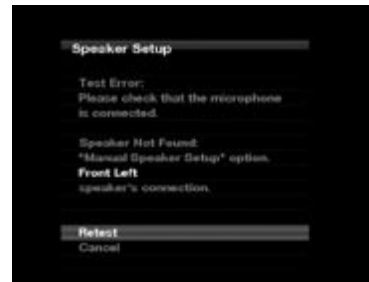 Speaker Setup
Test Error:
Please check that the microphone
is connected.
Speaker Not Found:
"Manual Speaker Setup" option.
Front Left
speaker's connection.
Retest
Cancel